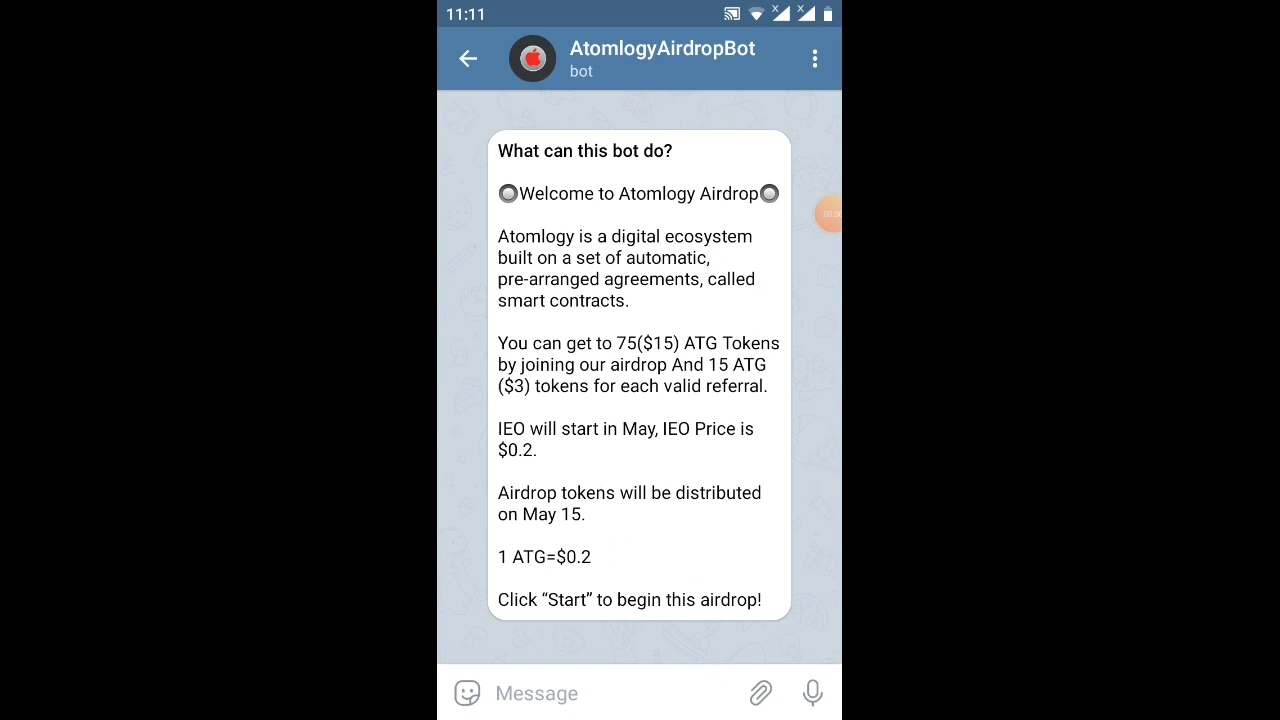 11:11
AtomlogyAirdropBot
bot
What can this bot do?
Welcome to Atomlogy Airdrop
Atomlogy is a digital ecosystem
built on a set of automatic,
pre-arranged agreements, called
smart contracts.
You can get to 75($15) ATG Tokens
by joining our airdrop And 15 ATG
($3) tokens for each valid referral.
IEO will start in May, IEO Price is
$0.2.
Airdrop tokens will be distributed
on May 15.
1 ATG=$0.2
Click “Start” to begin this airdrop!
Message